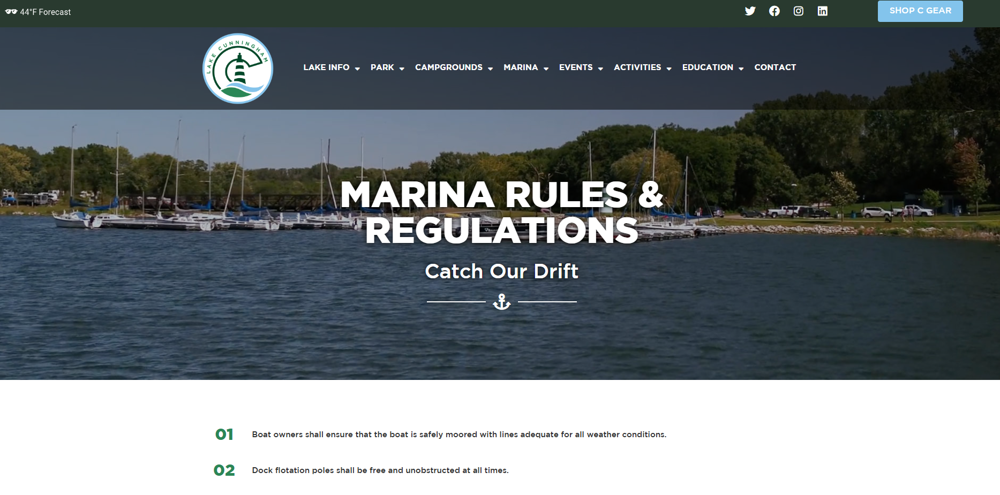 44°F Forecast
SHOP C GEAR
LAKE CUNNINGHAM
LAKE INFO PARK CAMPGROUNDS MARINA EVENTS ACTIVITIES EDUCATION CONTACT
MARINA RULES &
REGULATIONS
Catch Our Drift
01 Boat owners shall ensure that the boat is safely moored with lines adequate for all weather conditions.
02 Dock flotation poles shall be free and unobstructed at all times.